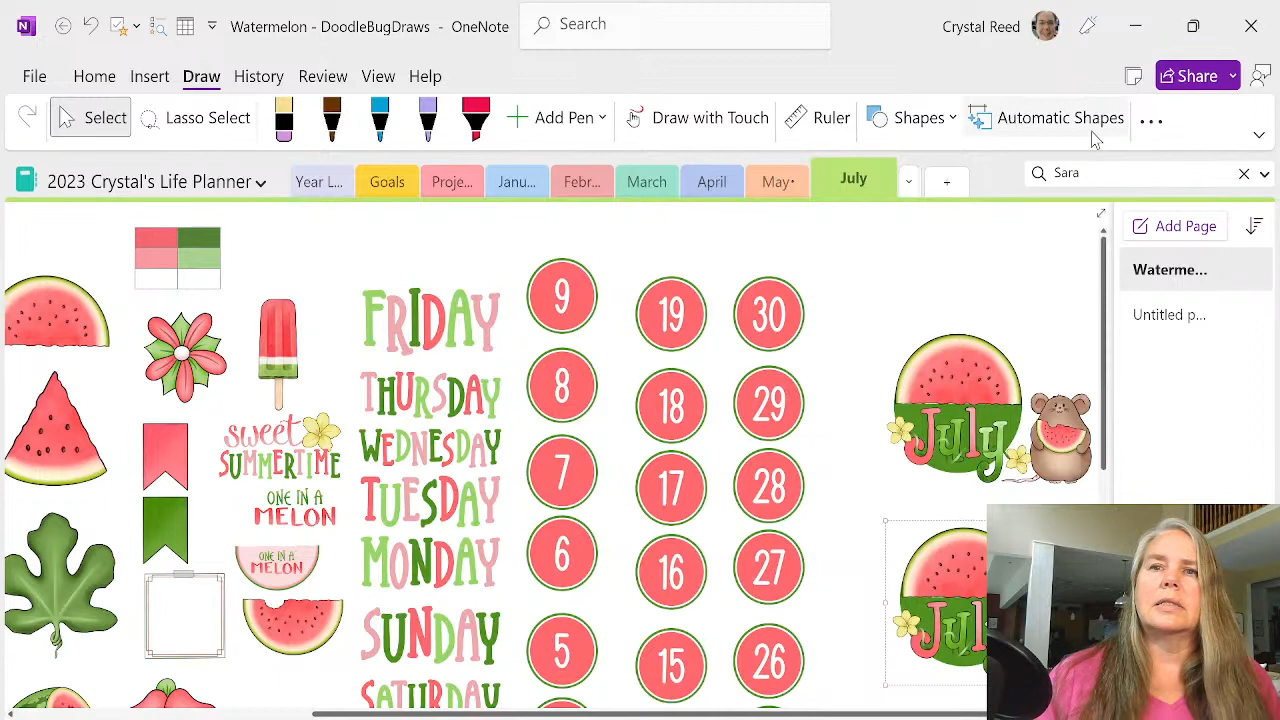 Watermelon - DoodleBugDraws - OneNote
Search
Crystal Reed
File Home Insert Draw History Review View Help
Share
Select Lasso Select Add Pen Draw with Touch Ruler Shapes Automatic Shapes
2023 Crystal's Life Planner Year L... Goals Proje... Janu... Febr... March April May• July + Sara
Add Page
Waterme...
Untitled p...
FRIDAY 9 19 30
THURSDAY 8 18 29
WEDNESDAY
TUESDAY 7 17 28
MONDAY 6 16 27
SUNDAY 5 15 26
SATURDAY
sweet
SUMMERTIME
ONE IN A
MELON
ONE IN A
MELON
July
July